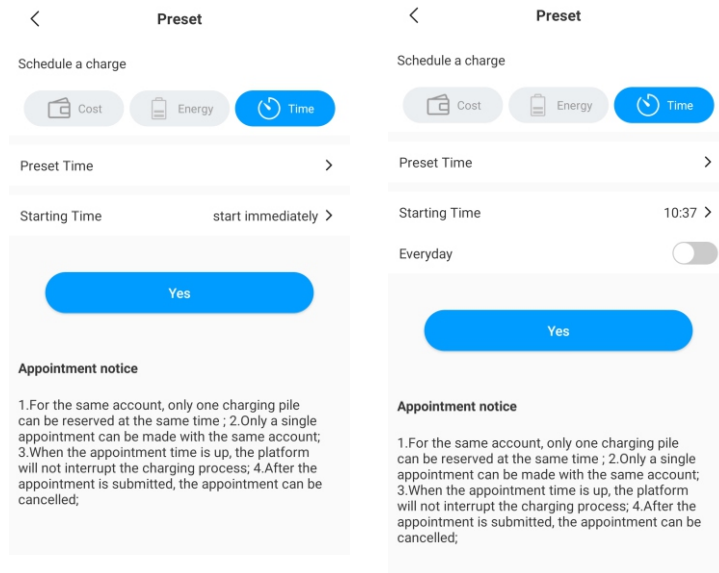 Preset
Schedule a charge
Cost Energy Time
Preset Time
Starting Time start immediately
Yes
Appointment notice
1.For the same account, only one charging pile
can be reserved at the same time ; 2.Only a single
appointment can be made with the same account;
3.When the appointment time is up, the platform
will not interrupt the charging process; 4.After the
appointment is submitted, the appointment can be
cancelled;
Preset
Schedule a charge
Cost Energy Time
Preset Time
Starting Time 10:37
Everyday
Yes
Appointment notice
1.For the same account, only one charging pile
can be reserved at the same time ; 2.Only a single
appointment can be made with the same account;
3.When the appointment time is up, the platform
will not interrupt the charging process; 4.After the
appointment is submitted, the appointment can be
cancelled;